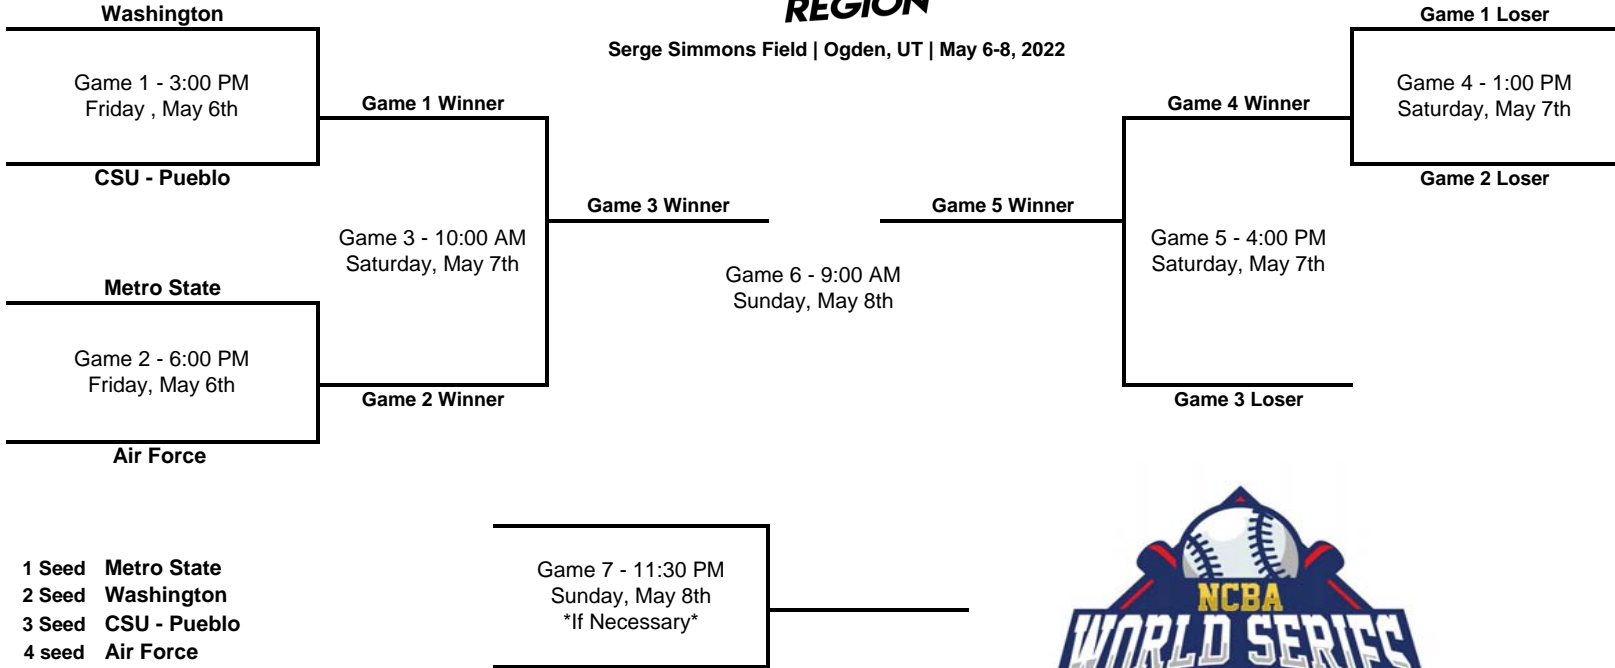 REGION
Serge Simmons Field | Ogden, UT | May 6-8, 2022
Washington
Game 1 - 3:00 PM
Friday , May 6th
CSU - Pueblo
Game 1 Winner
Game 3 - 10:00 AM
Saturday, May 7th
Metro State
Game 2 - 6:00 PM
Friday, May 6th
Air Force
Game 2 Winner
Game 3 Winner
Game 6 - 9:00 AM
Sunday, May 8th
Game 5 Winner
Game 4 Winner
Game 5 - 4:00 PM
Saturday, May 7th
Game 3 Loser
Game 1 Loser
Game 4 - 1:00 PM
Saturday, May 7th
Game 2 Loser
1 Seed Metro State
2 Seed Washington
3 Seed CSU - Pueblo
4 seed Air Force
Game 7 - 11:30 PM
Sunday, May 8th
*If Necessary*
NCBA
WORLD SERIES